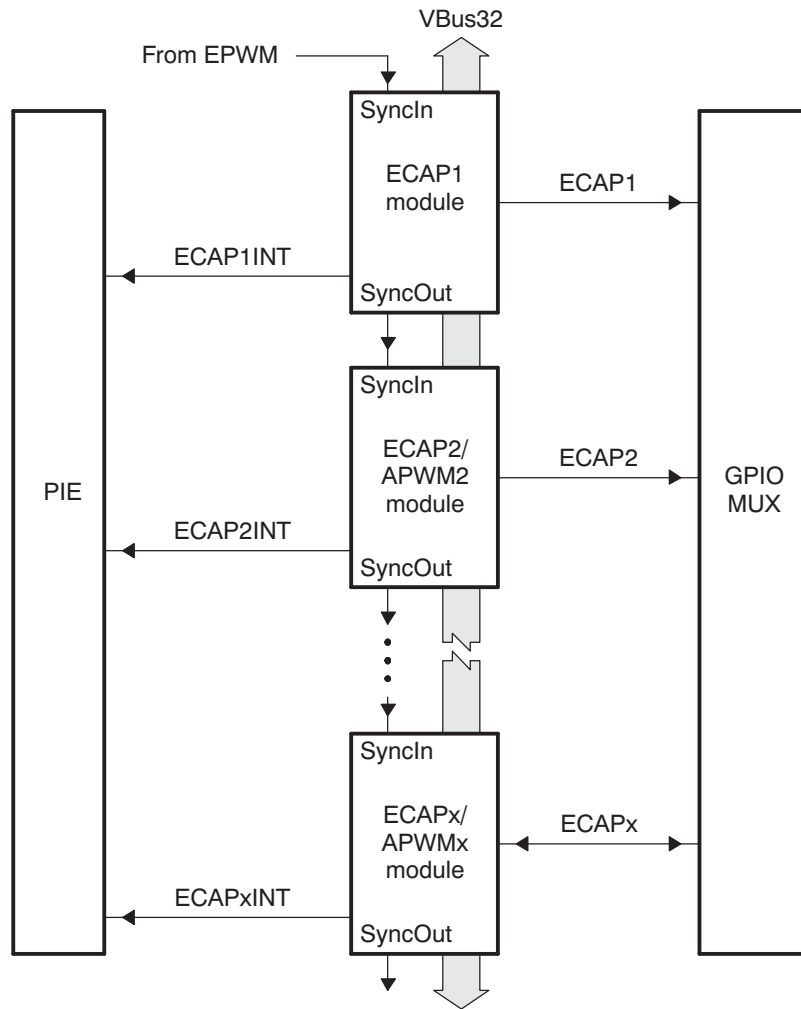 VBus32
From EPWM
SyncIn
ECAP1
module
ECAP1
ECAP1INT
SyncOut
SyncIn
ECAP2/
APWM2
module
ECAP2
PIE
GPIO
MUX
ECAP2INT
SyncOut
SyncIn
ECAPx/
APWMx
module
ECAPx
ECAPxINT
SyncOut